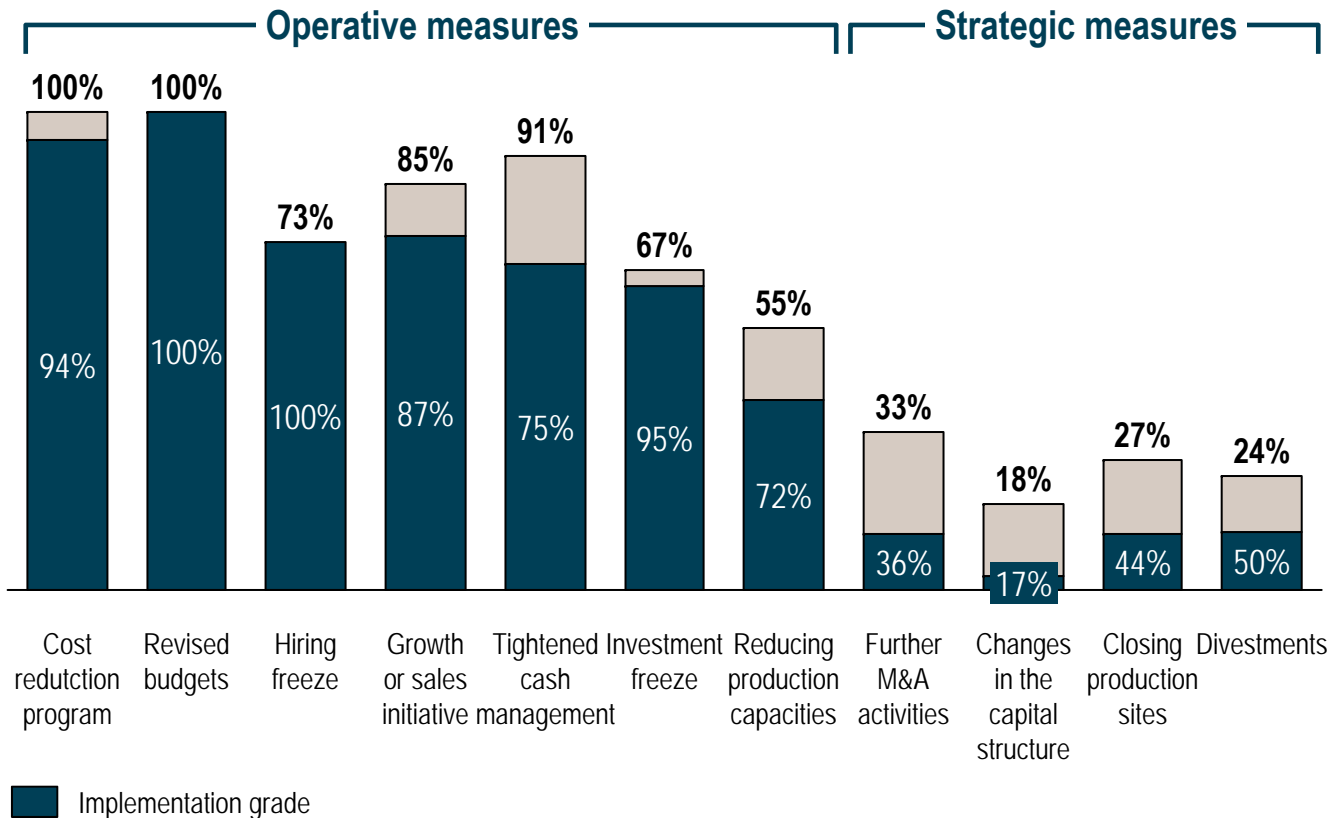 Operative measures
Strategic measures
100%
100%
73%
85%
91%
67%
55%
33%
18%
27%
24%
94%
100%
100%
87%
75%
95%
72%
36%
17%
44%
50%
Cost
redutction
program
Revised
budgets
Hiring
freeze
Growth
or sales
initiative
Tightened
cash
management
Investment
freeze
Reducing
production
capacities
Further
M&A
activities
Changes
in the
capital
structure
Closing
production
sites
Divestments
Implementation grade